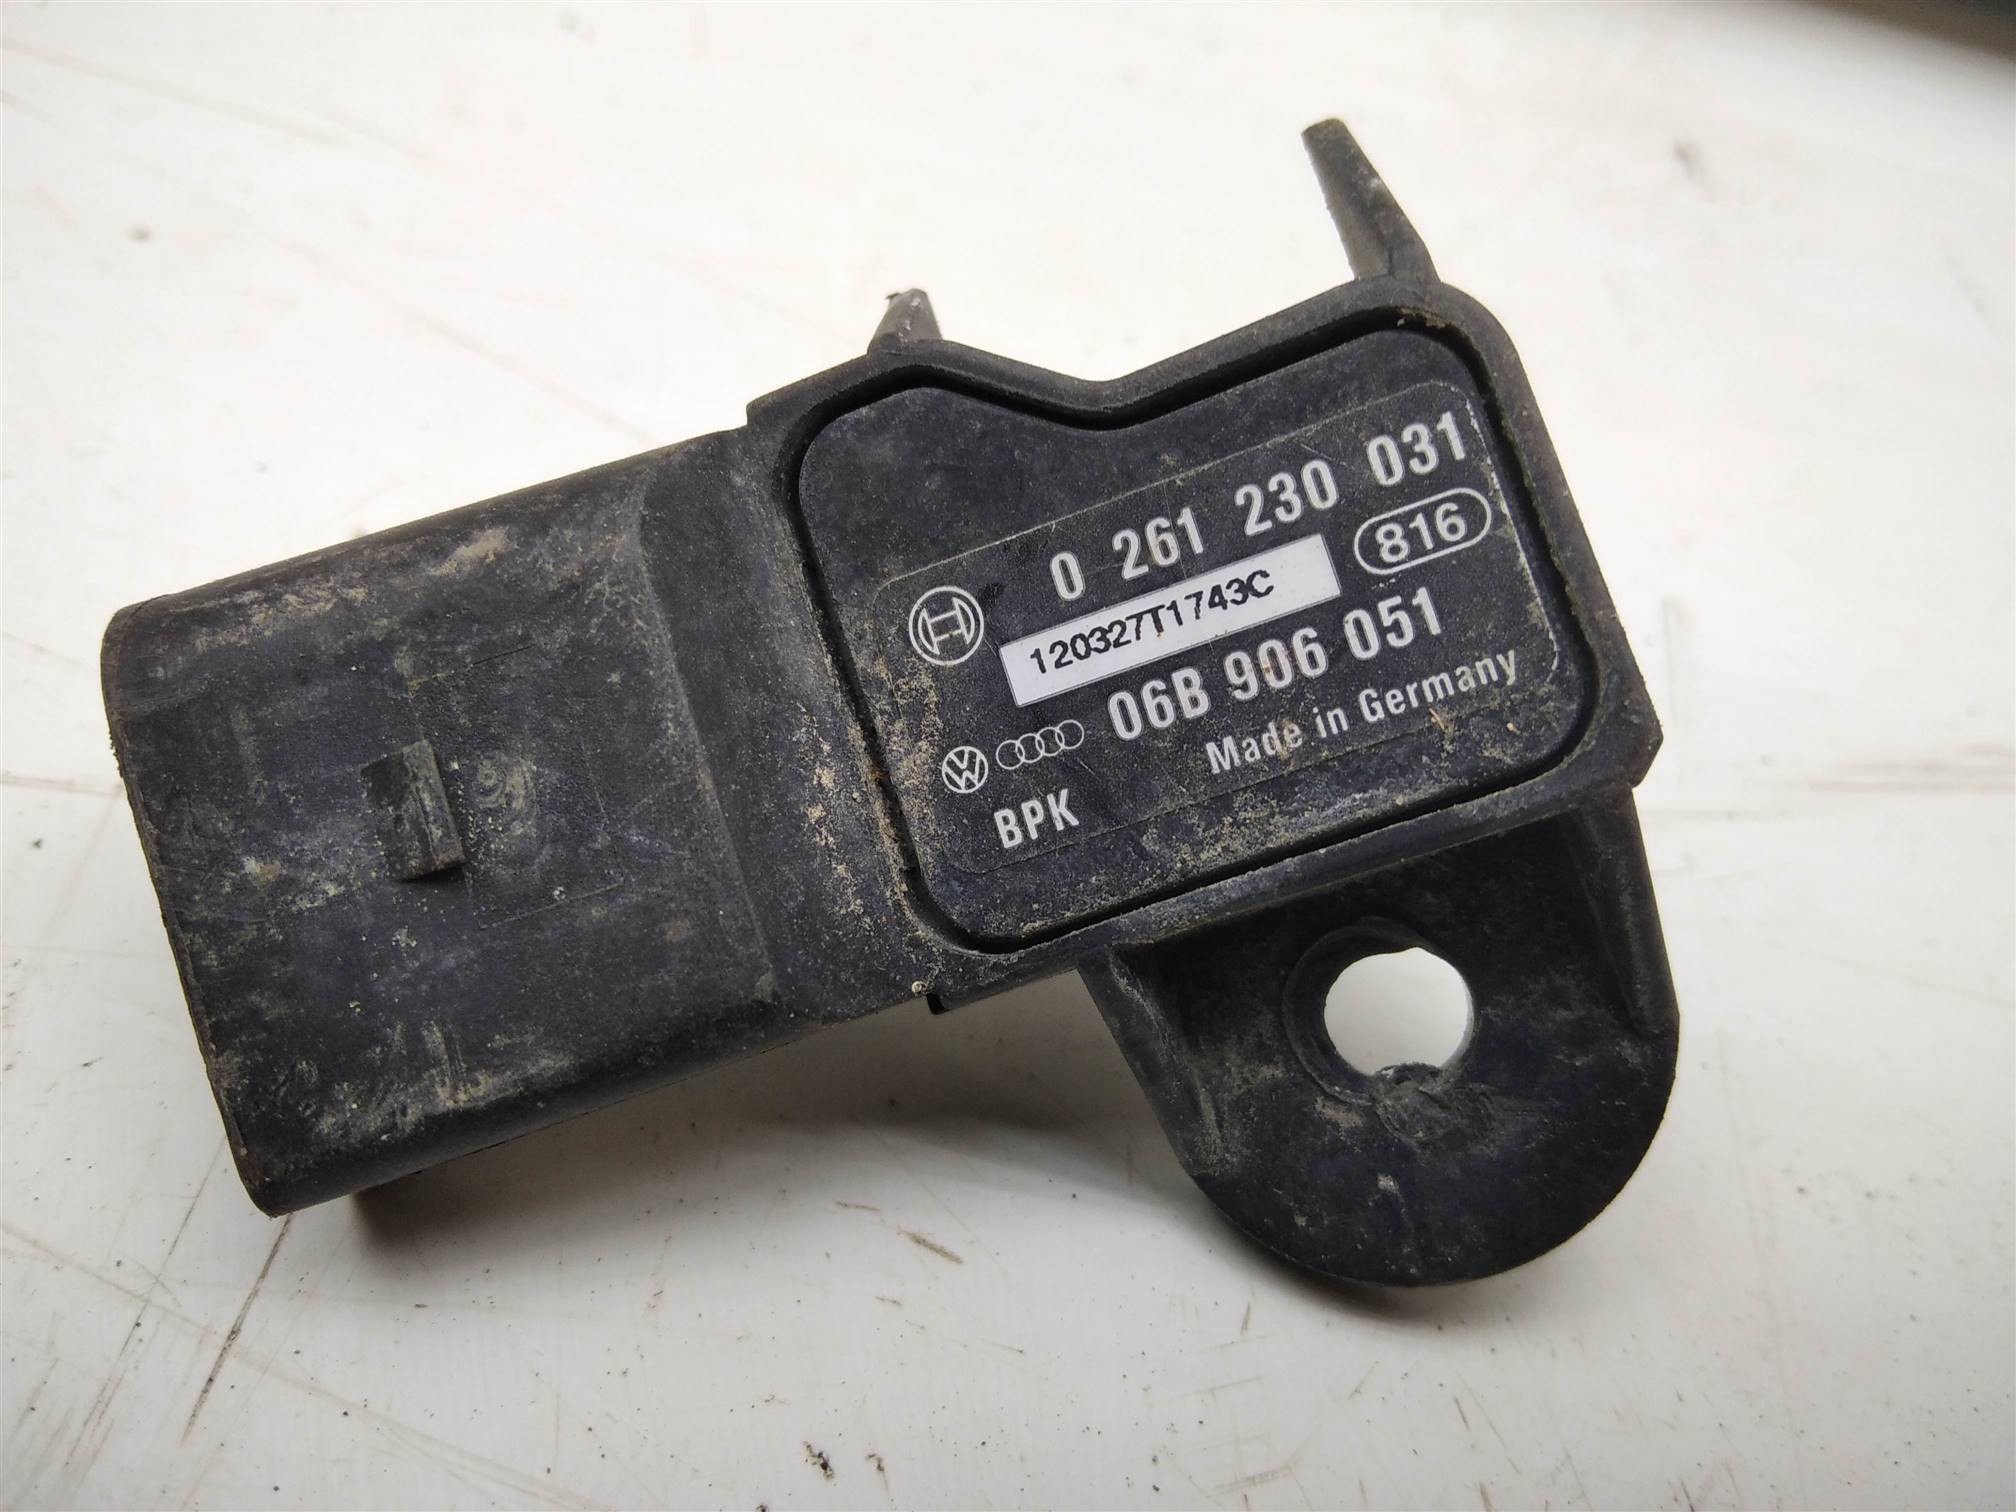 0 261 230 031
120327T1743C
816
06B 906 051
Made in Germany
BPK